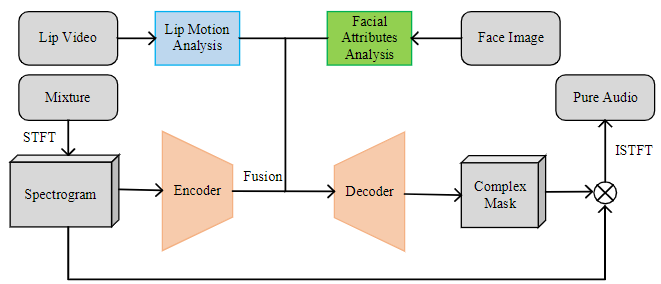 Lip Video
Lip Motion
Analysis
Facial
Attributes
Analysis
Face Image
Mixture
Pure Audio
STFT
ISTFT
Spectrogram
Encoder
Fusion
Decoder
Complex
Mask